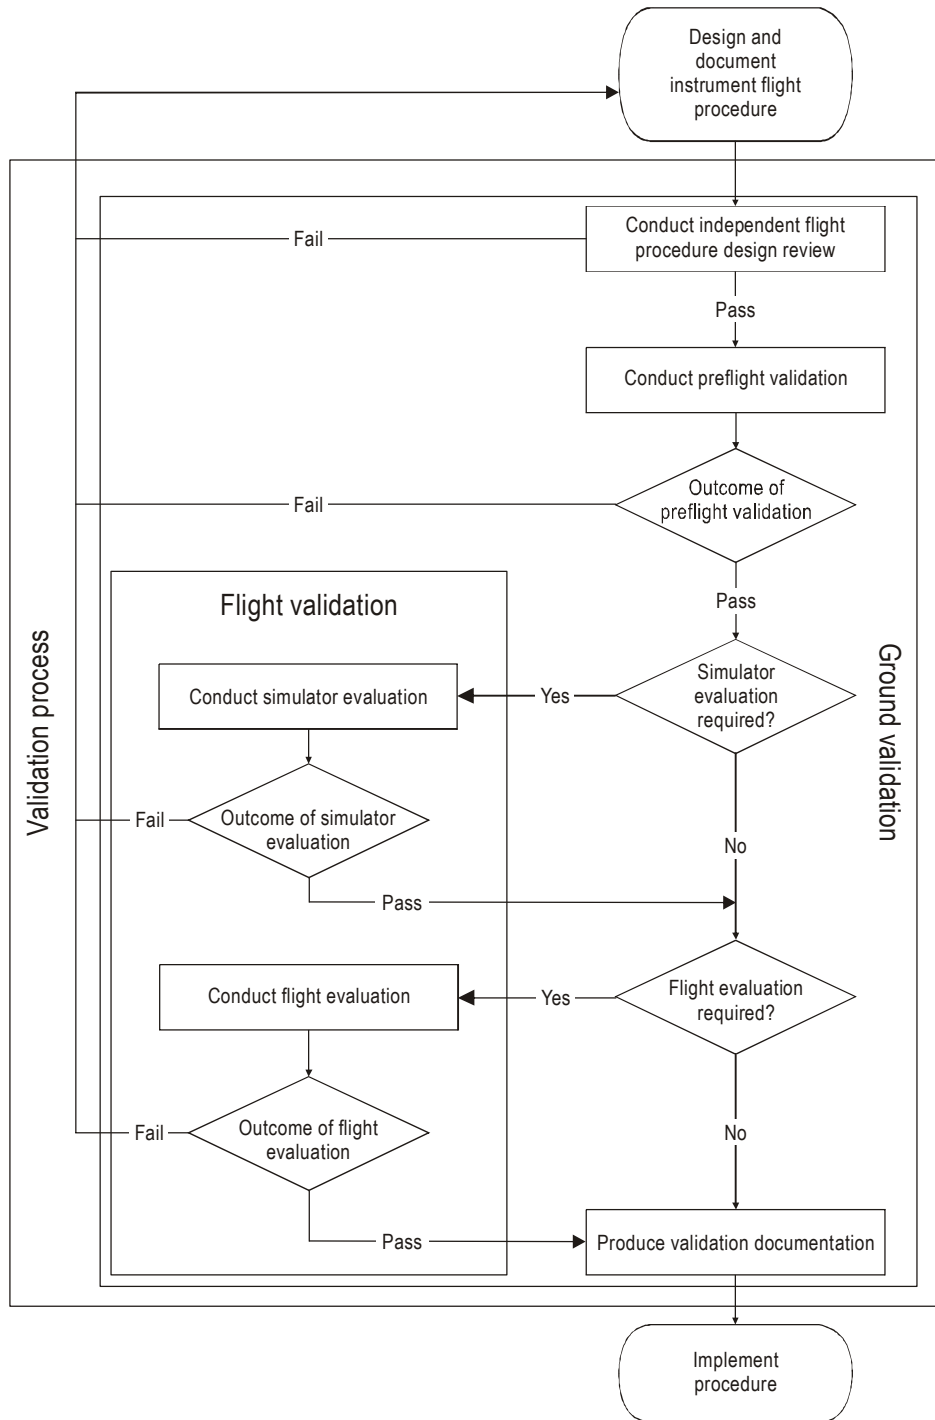 Design and
document
instrument flight
procedure
Conduct independent flight
procedure design review
Fail
Pass
Conduct preflight validation
Outcome of
preflight validation
Fail
Pass
Validation process
Ground validation
Flight validation
Simulator
evaluation
required?
Yes
Conduct simulator evaluation
Outcome of simulator
evaluation
Fail
No
Pass
Flight evaluation
required?
Yes
Conduct flight evaluation
Outcome of flight
evaluation
Fail
No
Pass
Produce validation documentation
Implement
procedure